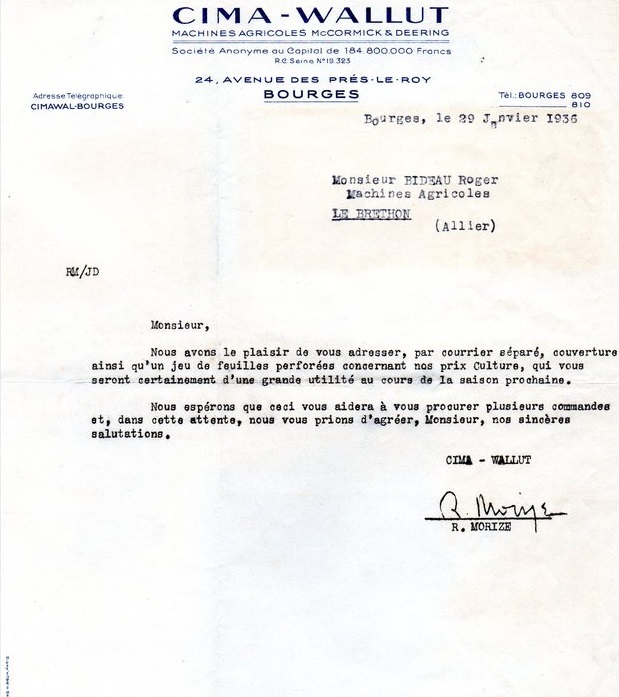 CIMA-WALLUT
MACHINES AGRICOLES McCORMICK & DEERING
Société Anonyme au Capital de 184.800.000 Francs
R.C. Seine N° 19.323
24, AVENUE DES PRÉS-LE-ROY
BOURGES
Adresse Télégraphique:
CIMAWAL-BOURGES
Tél.: BOURGES 809
810
Bourges, le 29 Janvier 1936
Monsieur BIDEAU Roger
Machines Agricoles
LE BRETHON
(Allier)
RM/JD
Monsieur,
Nous avons le plaisir de vous adresser, par courrier séparé, couverture
ainsi qu'un jeu de feuilles perforées concernant nos prix Culture, qui vous
seront certainement d'une grande utilité au cours de la saison prochaine.
Nous espérons que ceci vous aidera à vous procurer plusieurs commandes
et, dans cette attente, nous vous prions d'agréer, Monsieur, nos sincères
salutations.
CIMA - WALLUT
R. Morize
R. MORIZE